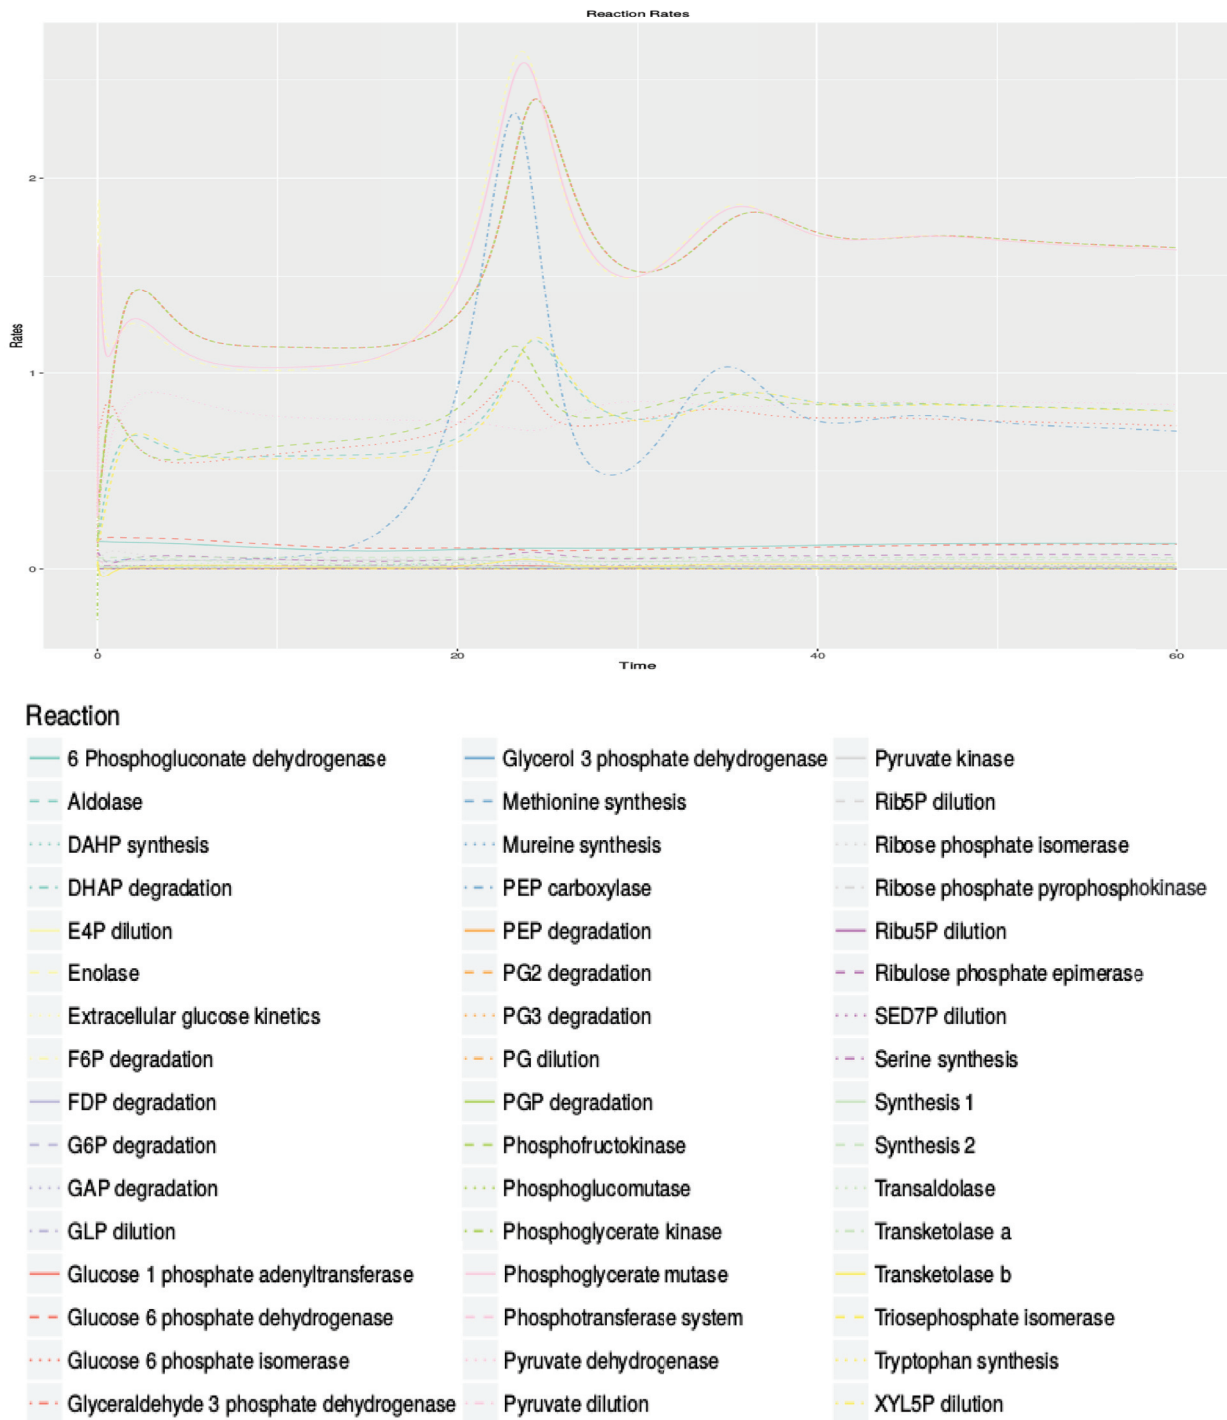 Reaction Rates
2
1
0
Rates
0
20
40
60
Time
Reaction
6 Phosphogluconate dehydrogenase
Aldolase
DAHP synthesis
DHAP degradation
E4P dilution
Enolase
Extracellular glucose kinetics
F6P degradation
FDP degradation
G6P degradation
GAP degradation
GLP dilution
Glucose 1 phosphate adenyltransferase
Glucose 6 phosphate dehydrogenase
Glucose 6 phosphate isomerase
Glyceraldehyde 3 phosphate dehydrogenase
Glycerol 3 phosphate dehydrogenase
Methionine synthesis
Mureine synthesis
PEP carboxylase
PEP degradation
PG2 degradation
PG3 degradation
PG dilution
PGP degradation
Phosphofructokinase
Phosphoglucomutase
Phosphoglycerate kinase
Phosphoglycerate mutase
Phosphotransferase system
Pyruvate dehydrogenase
Pyruvate dilution
Pyruvate kinase
Rib5P dilution
Ribose phosphate isomerase
Ribose phosphate pyrophosphokinase
Ribu5P dilution
Ribulose phosphate epimerase
SED7P dilution
Serine synthesis
Synthesis 1
Synthesis 2
Transaldolase
Transketolase a
Transketolase b
Triosephosphate isomerase
Tryptophan synthesis
XYL5P dilution